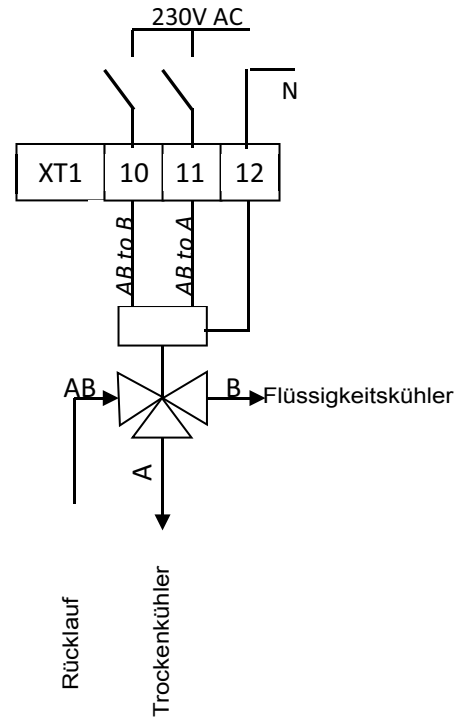 230V AC
N
XT1 10 11 12
AB to B
AB to A
AB
B
Flüssigkeitskühler
A
Rücklauf
Trockenkühler